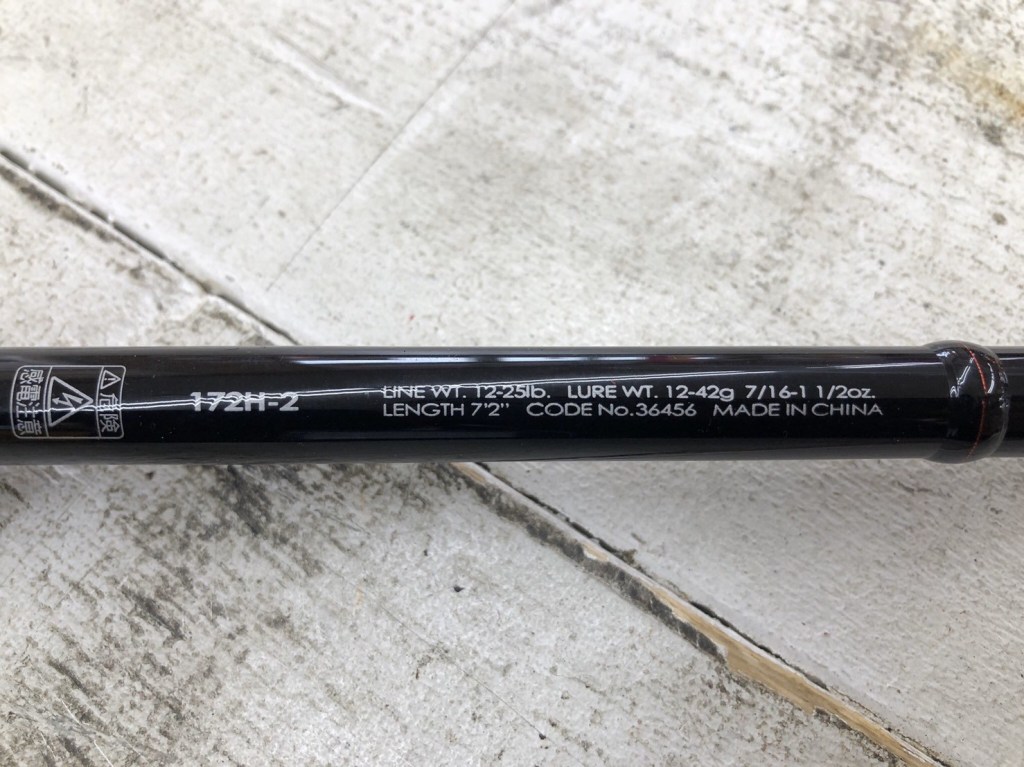 危険
感電注意
172H-2
LINE WT. 12-25lb. LURE WT. 12-42g 7/16-1 1/2oz.
LENGTH 7'2" CODE No.36456 MADE IN CHINA